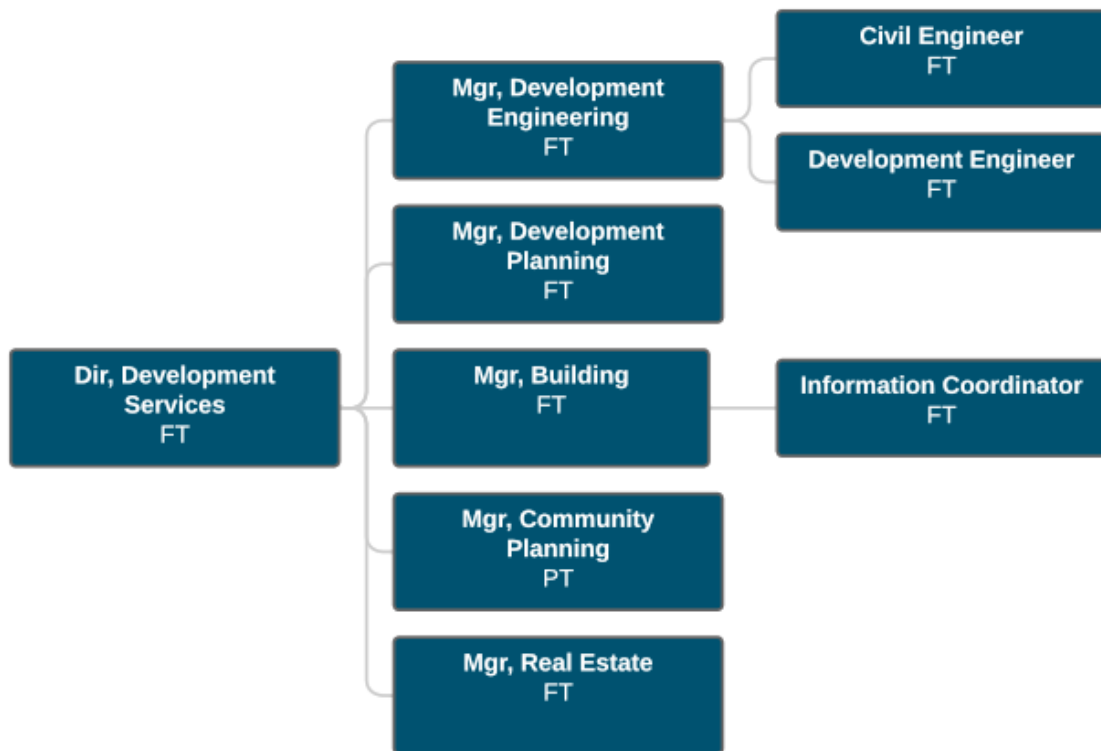 Dir, Development
Services
FT
Mgr, Development
Engineering
FT
Civil Engineer
FT
Development Engineer
FT
Mgr, Development
Planning
FT
Mgr, Building
FT
Information Coordinator
FT
Mgr, Community
Planning
PT
Mgr, Real Estate
FT